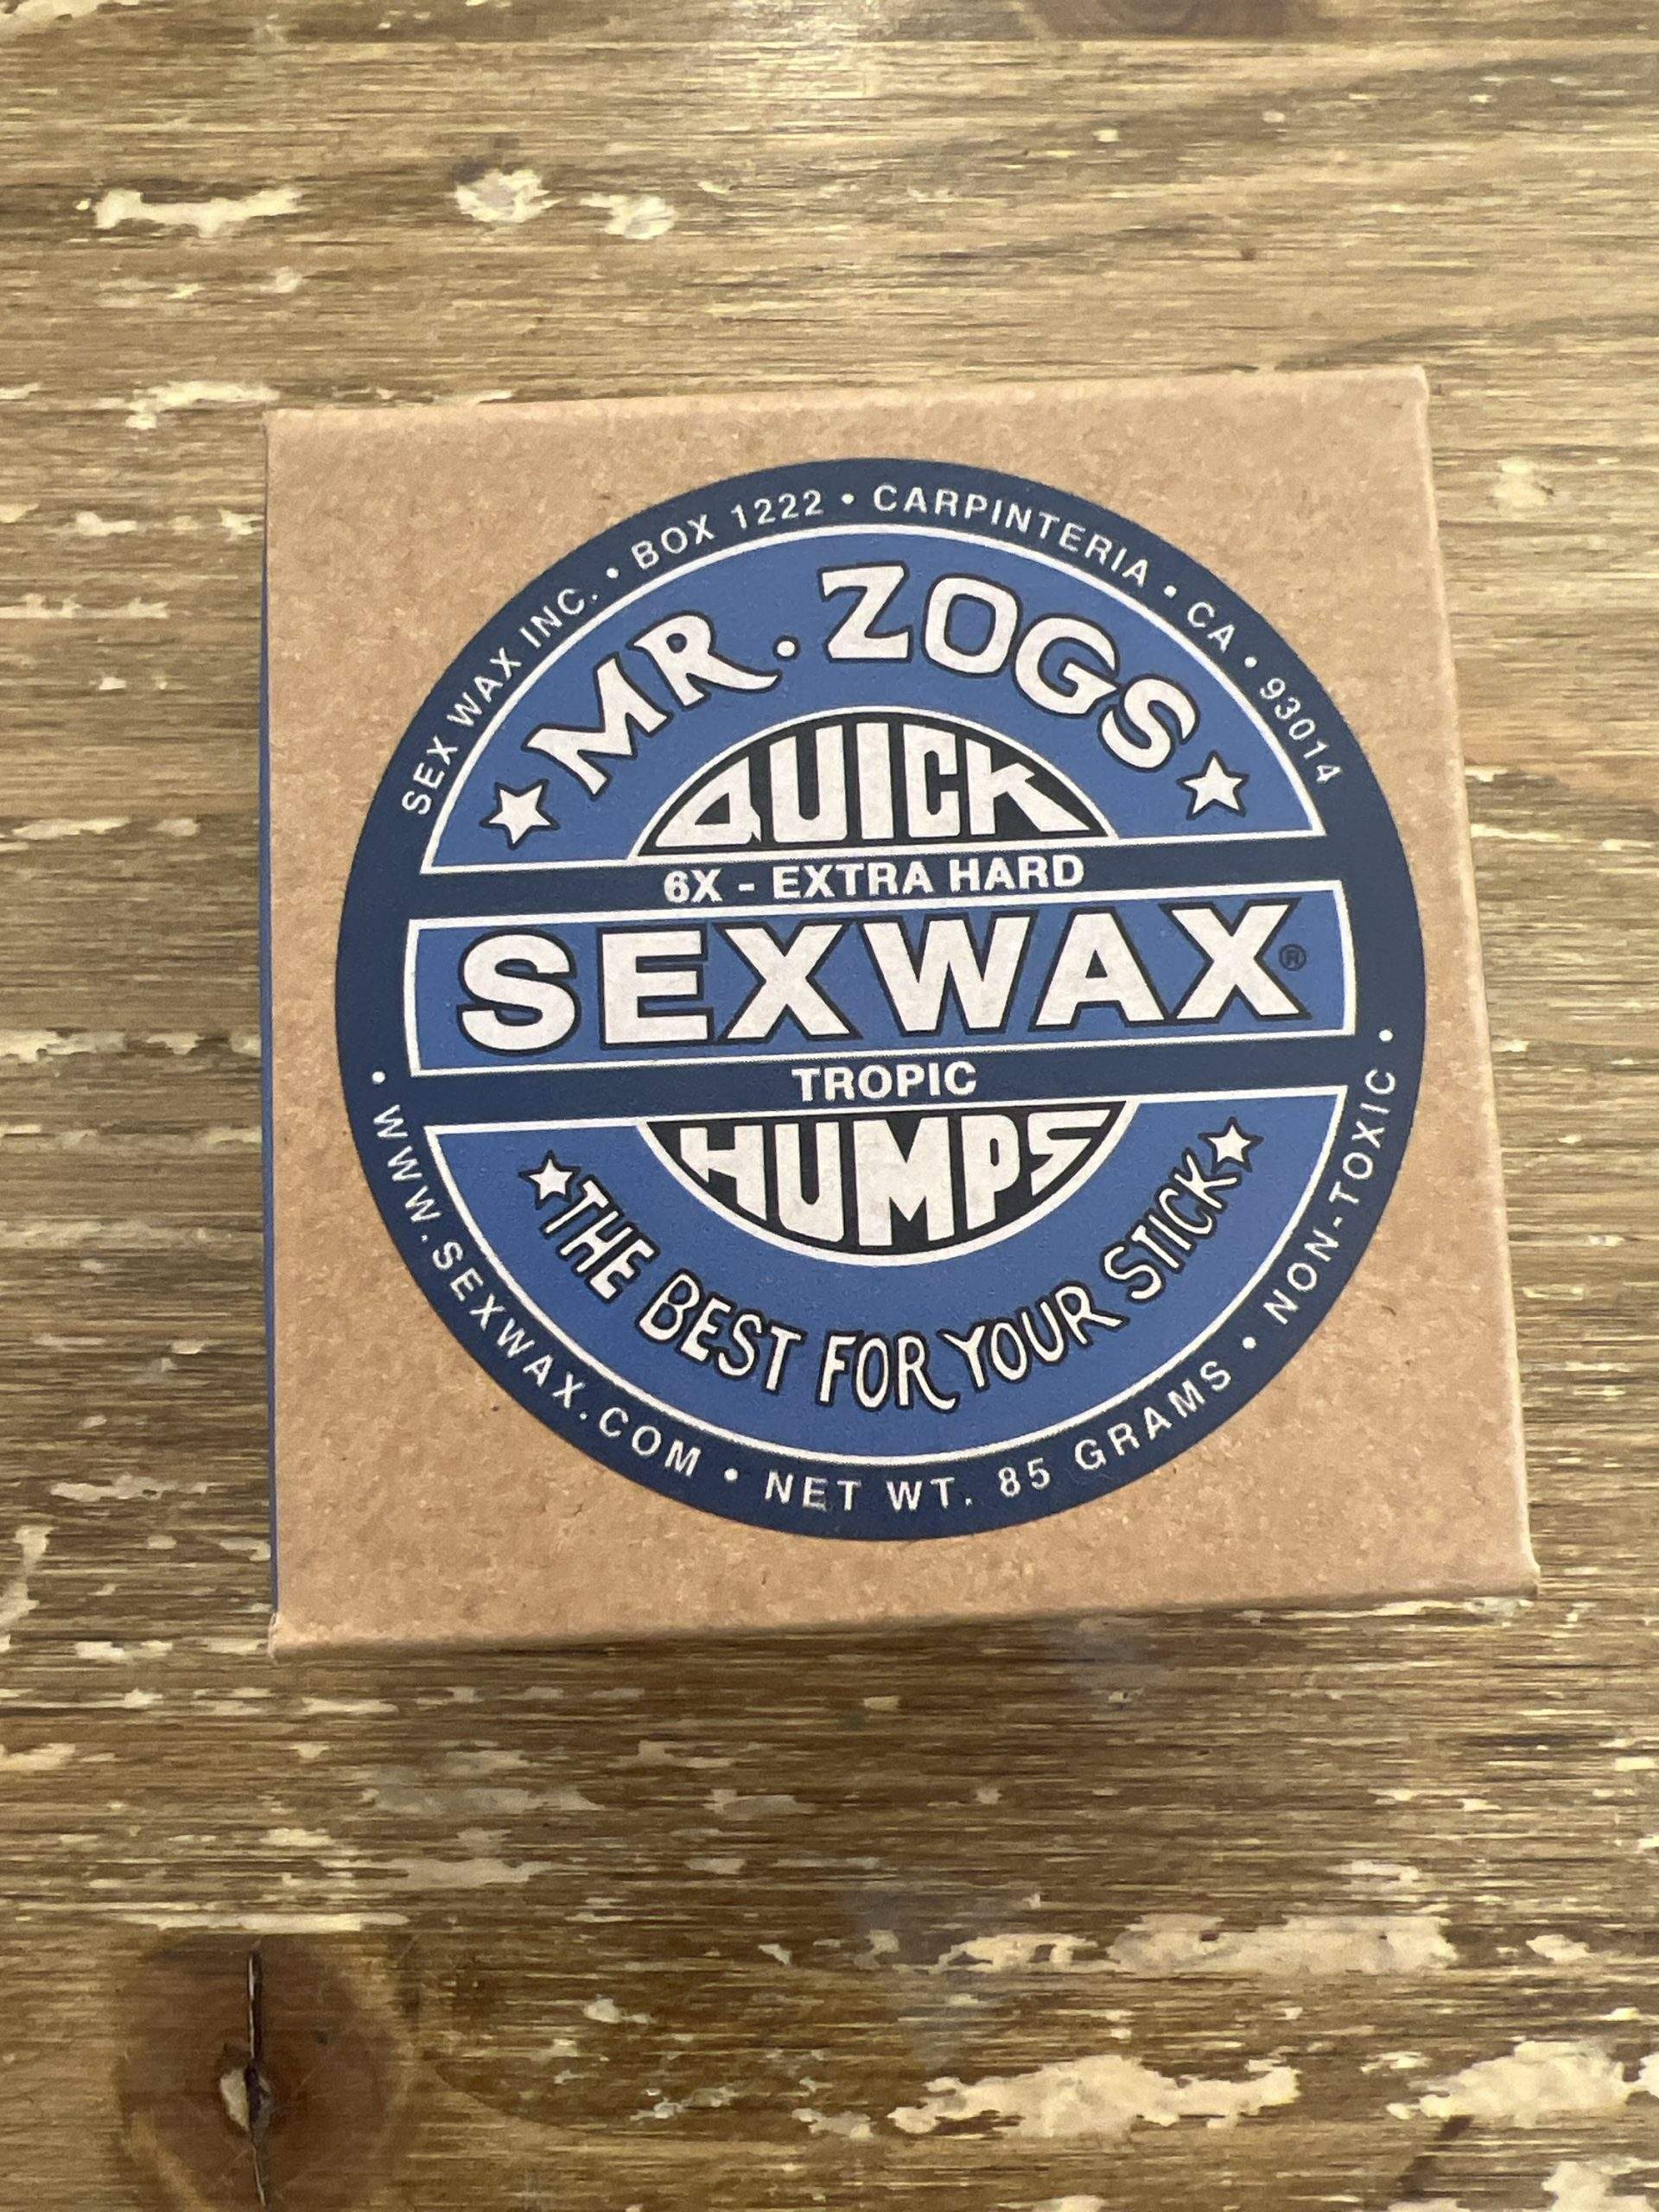 SEX WAX INC. • BOX 1222 • CARPINTERIA • CA • 93014
MR. ZOGS
QUICK
6X - EXTRA HARD
SEXWAX®
TROPIC
HUMPS
THE BEST FOR YOUR STICK
• WWW.SEXWAX.COM • NET WT. 85 GRAMS • NON-TOXIC •